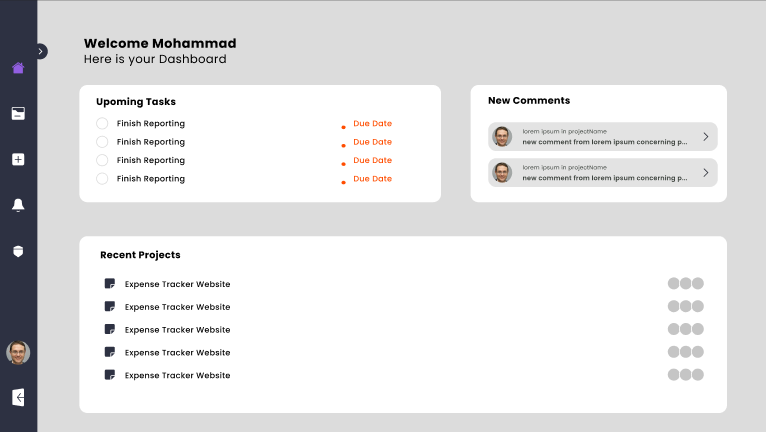 Welcome Mohammad
Here is your Dashboard
Upoming Tasks
Finish Reporting Due Date
Finish Reporting Due Date
Finish Reporting Due Date
Finish Reporting Due Date
New Comments
lorem ipsum in projectName
new comment from lorem ipsum concerning p...
lorem ipsum in projectName
new comment from lorem ipsum concerning p...
Recent Projects
Expense Tracker Website
Expense Tracker Website
Expense Tracker Website
Expense Tracker Website
Expense Tracker Website